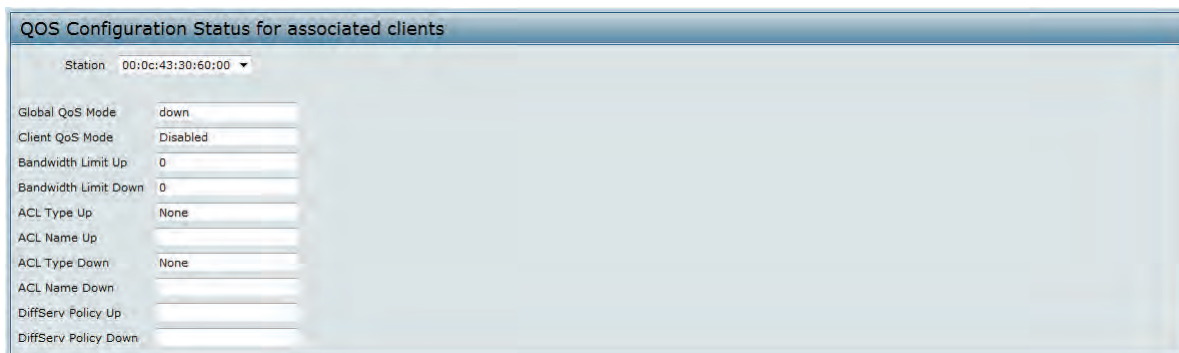 QOS Configuration Status for associated clients
Station 00:0c:43:30:60:00
Global QoS Mode down
Client QoS Mode Disabled
Bandwidth Limit Up 0
Bandwidth Limit Down 0
ACL Type Up None
ACL Name Up
ACL Type Down None
ACL Name Down
DiffServ Policy Up
DiffServ Policy Down